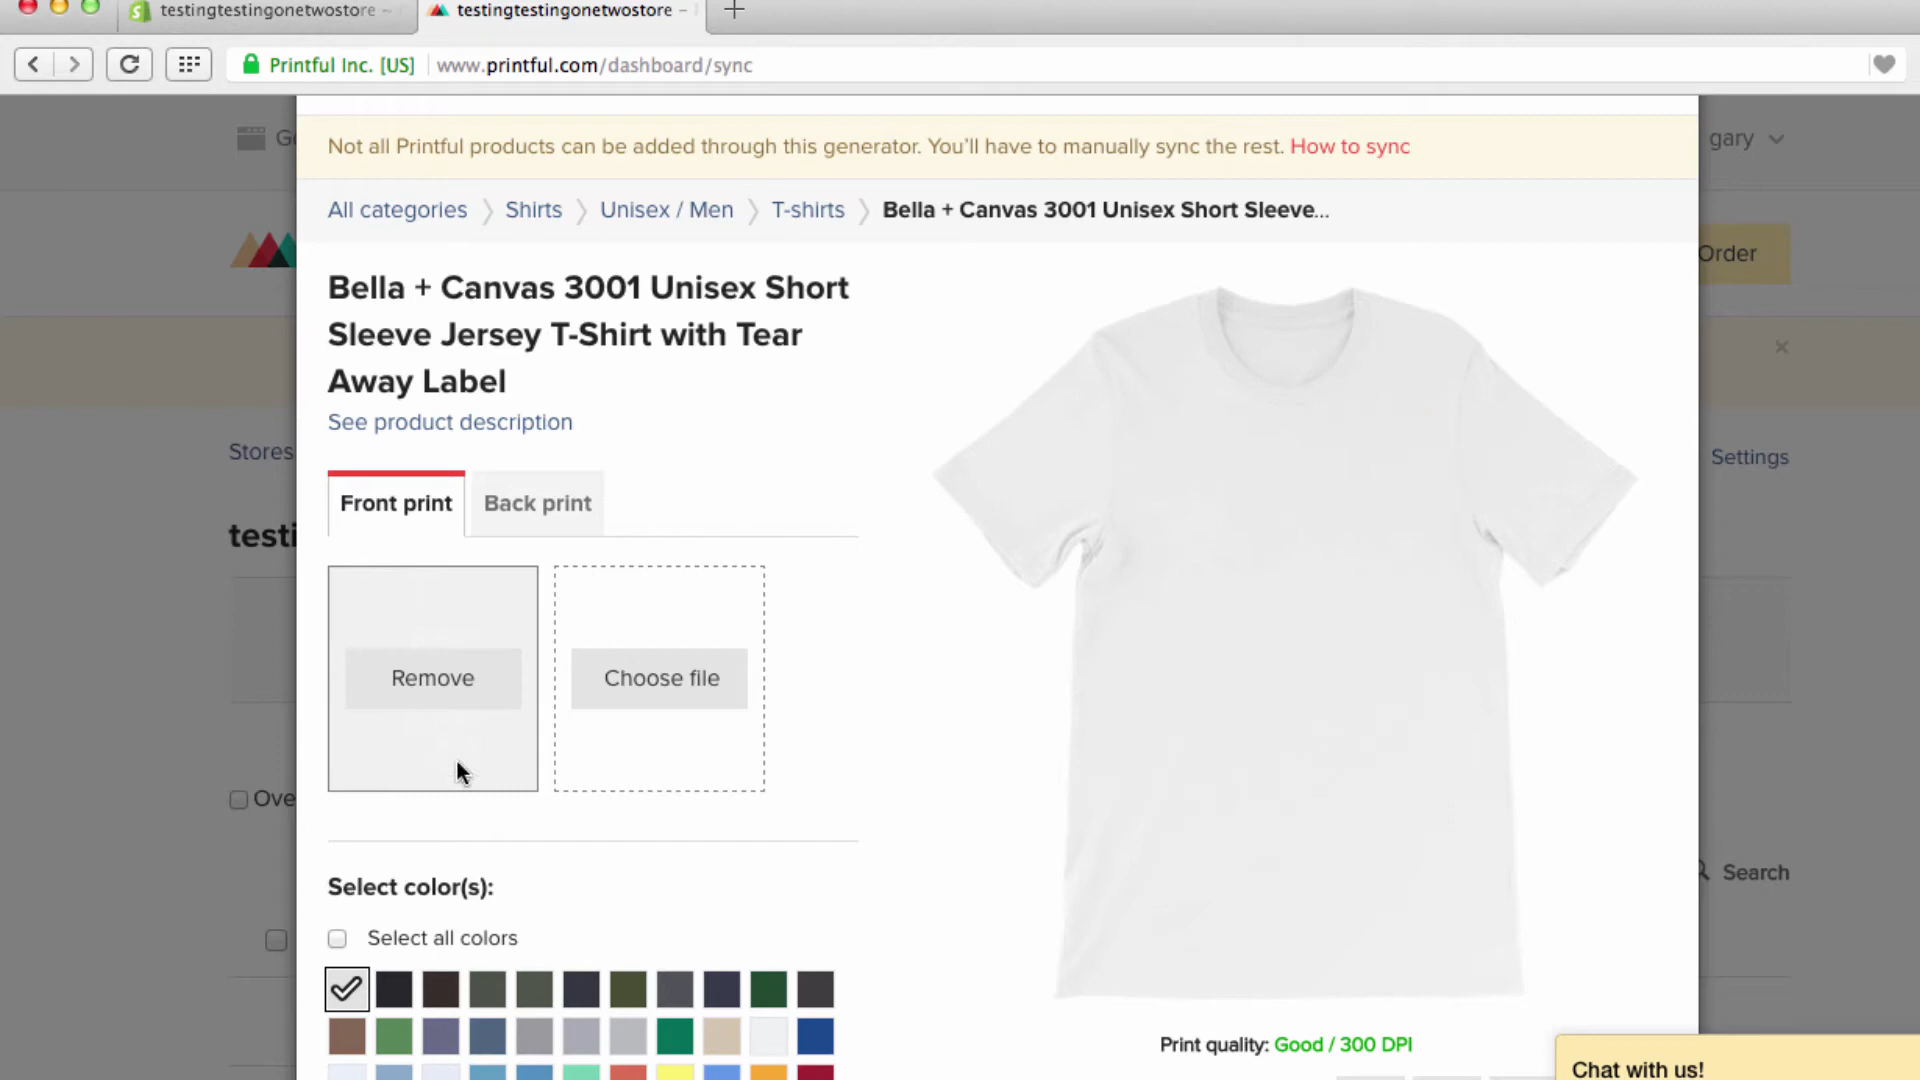 testingtestingonetwostore –
testingtestingonetwostore –
Printful Inc. [US]
www.printful.com/dashboard/sync
gary
Not all Printful products can be added through this generator. You'll have to manually sync the rest. How to sync
All categories
Shirts
Unisex / Men
T-shirts
Bella + Canvas 3001 Unisex Short Sleeve...
Order
Bella + Canvas 3001 Unisex Short
Sleeve Jersey T-Shirt with Tear
Away Label
See product description
Stores
Settings
Front print
Back print
testi
Remove
Choose file
Ove
Search
Select color(s):
Select all colors
Print quality: Good / 300 DPI
Chat with us!